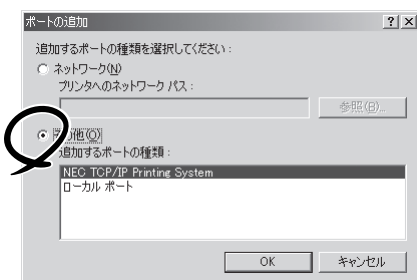 ポートの追加
追加するポートの種類を選択してください:
ネットワーク(N)
プリンタへのネットワーク パス:
参照(B)...
その他(O)
追加するポートの種類:
NEC TCP/IP Printing System
ローカル ポート
OK
キャンセル